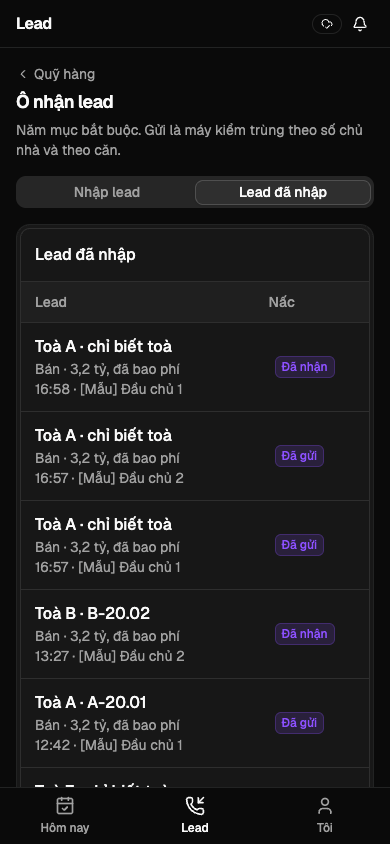 Lead
Quỹ hàng
Ô nhận lead
Năm mục bắt buộc. Gửi là máy kiểm trùng theo số chủ
nhà và theo căn.
Nhập lead
Lead đã nhập
Lead đã nhập
Lead
Nấc
Toà A · chỉ biết toà
Bán · 3,2 tỷ, đã bao phí
16:58 · [Mẫu] Đầu chủ 1
Đã nhận
Toà A · chỉ biết toà
Bán · 3,2 tỷ, đã bao phí
16:57 · [Mẫu] Đầu chủ 2
Đã gửi
Toà A · chỉ biết toà
Bán · 3,2 tỷ, đã bao phí
16:57 · [Mẫu] Đầu chủ 1
Đã gửi
Toà B · B-20.02
Bán · 3,2 tỷ, đã bao phí
13:27 · [Mẫu] Đầu chủ 2
Đã nhận
Toà A · A-20.01
Bán · 3,2 tỷ, đã bao phí
12:42 · [Mẫu] Đầu chủ 1
Đã gửi
Hôm nay
Lead
Tôi